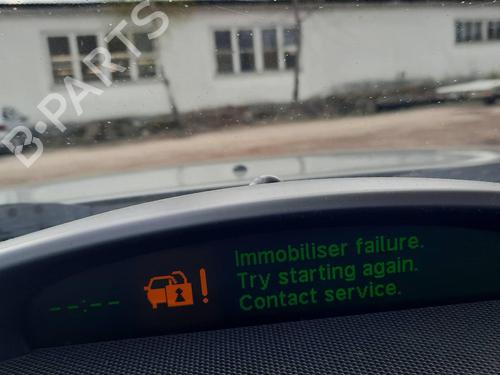 B-Parts
Immobiliser failure.
Try starting again.
--:-- !
Contact service.